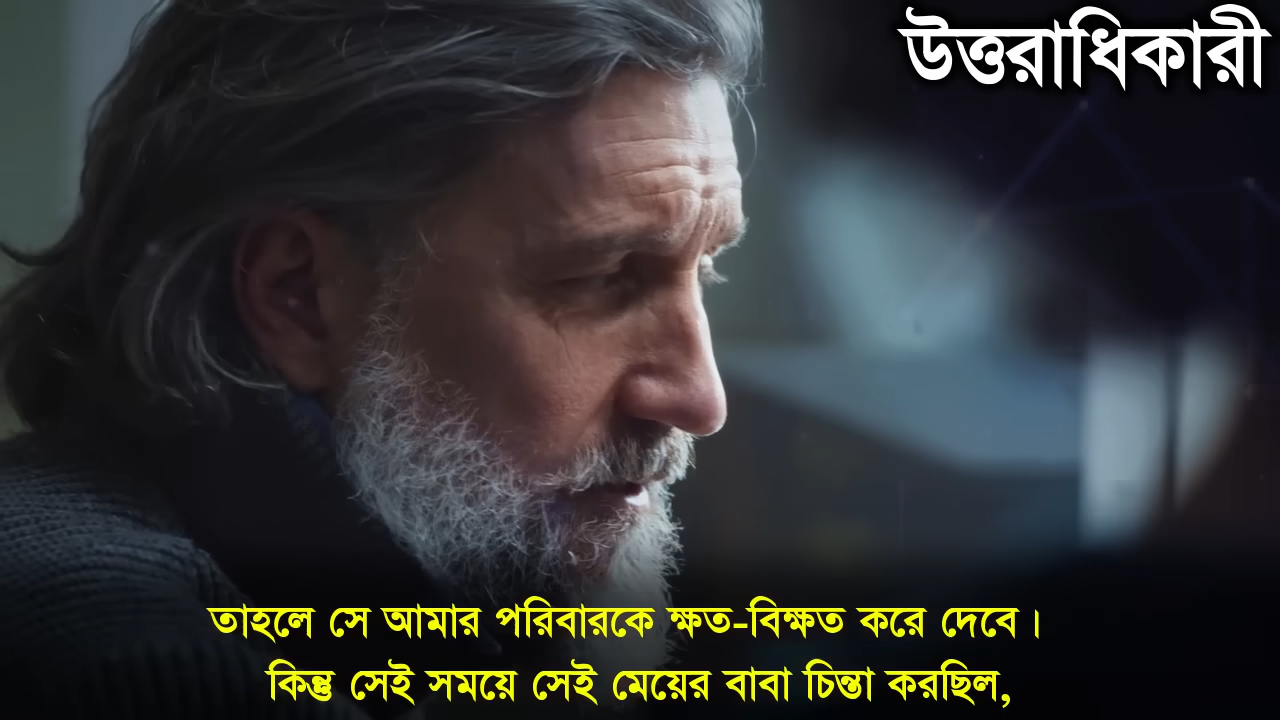 উত্তরাধিকারী
তাহলে সে আমার পরিবারকে ক্ষত-বিক্ষত করে দেবে।
কিন্তু সেই সময়ে সেই মেয়ের বাবা চিন্তা করছিল,